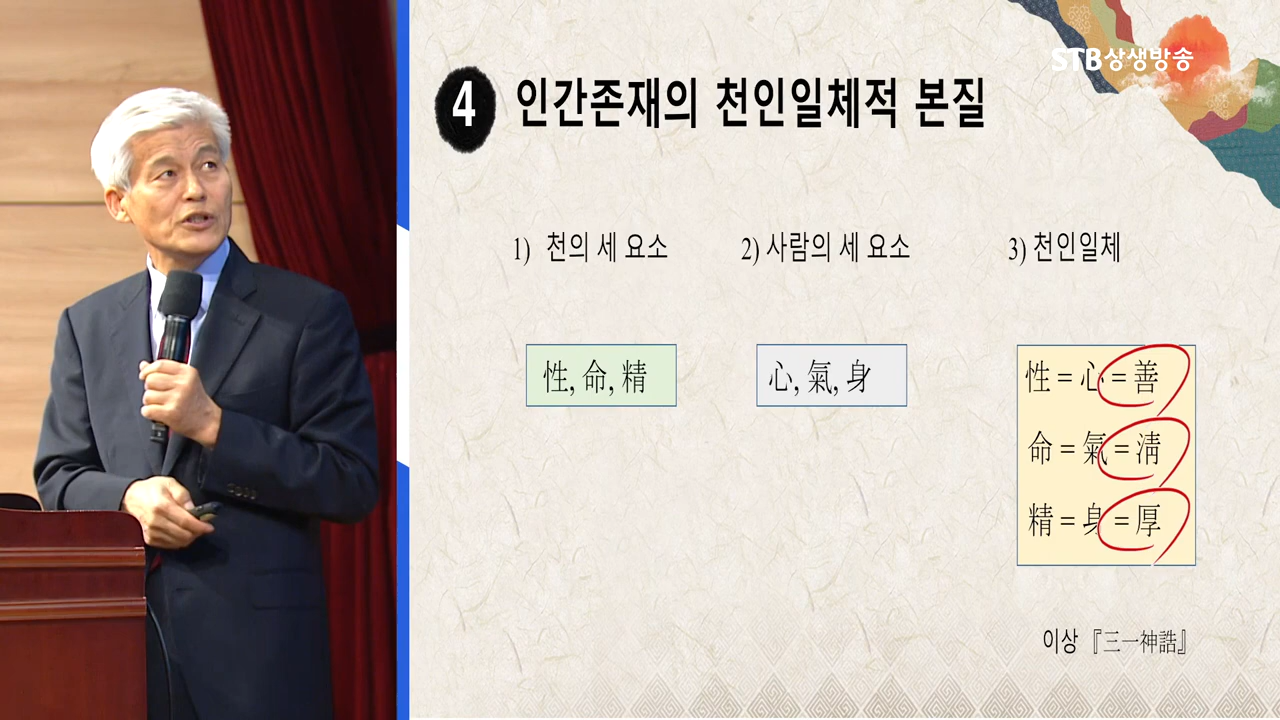 STB상생방송
4 인간존재의 천인일체적 본질
1) 천의 세 요소
性, 命, 精
2) 사람의 세 요소
心, 氣, 身
3) 천인일체
性 = 心 = 善
命 = 氣 = 淸
精 = 身 = 厚
이상 『三一神誥』